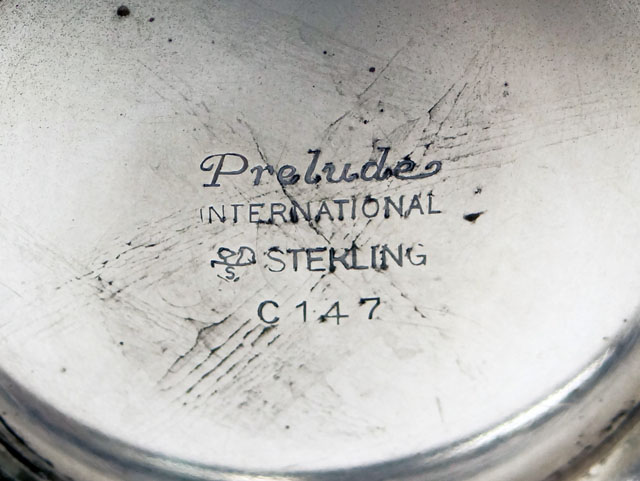 Prelude
INTERNATIONAL
STERLING
C147